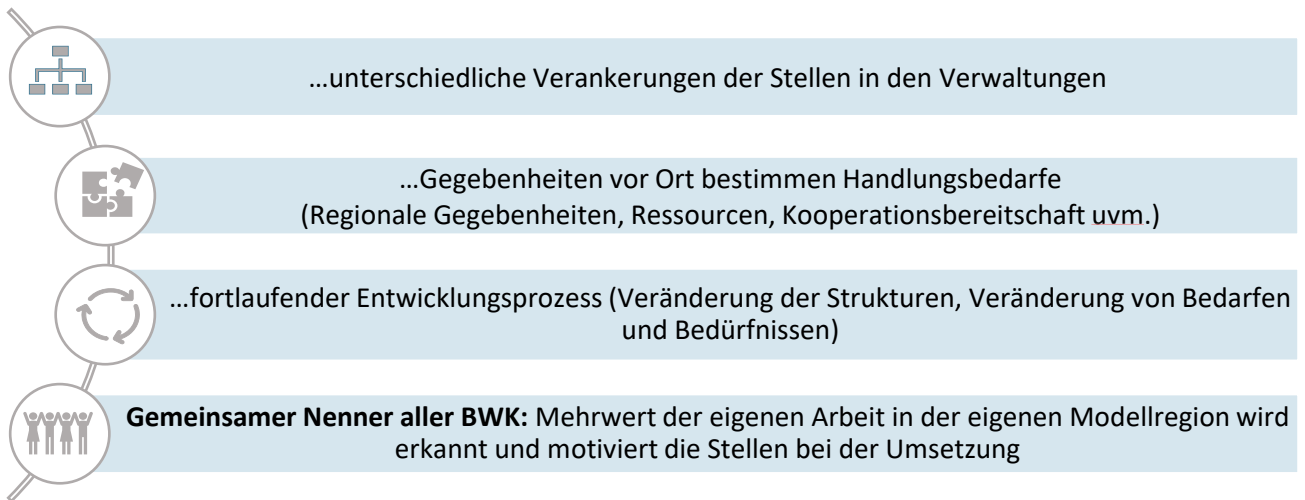 …unterschiedliche Verankerungen der Stellen in den Verwaltungen
…Gegebenheiten vor Ort bestimmen Handlungsbedarfe
(Regionale Gegebenheiten, Ressourcen, Kooperationsbereitschaft uvm.)
…fortlaufender Entwicklungsprozess (Veränderung der Strukturen, Veränderung von Bedarfen
und Bedürfnissen)
Gemeinsamer Nenner aller BWK: Mehrwert der eigenen Arbeit in der eigenen Modellregion wird
erkannt und motiviert die Stellen bei der Umsetzung